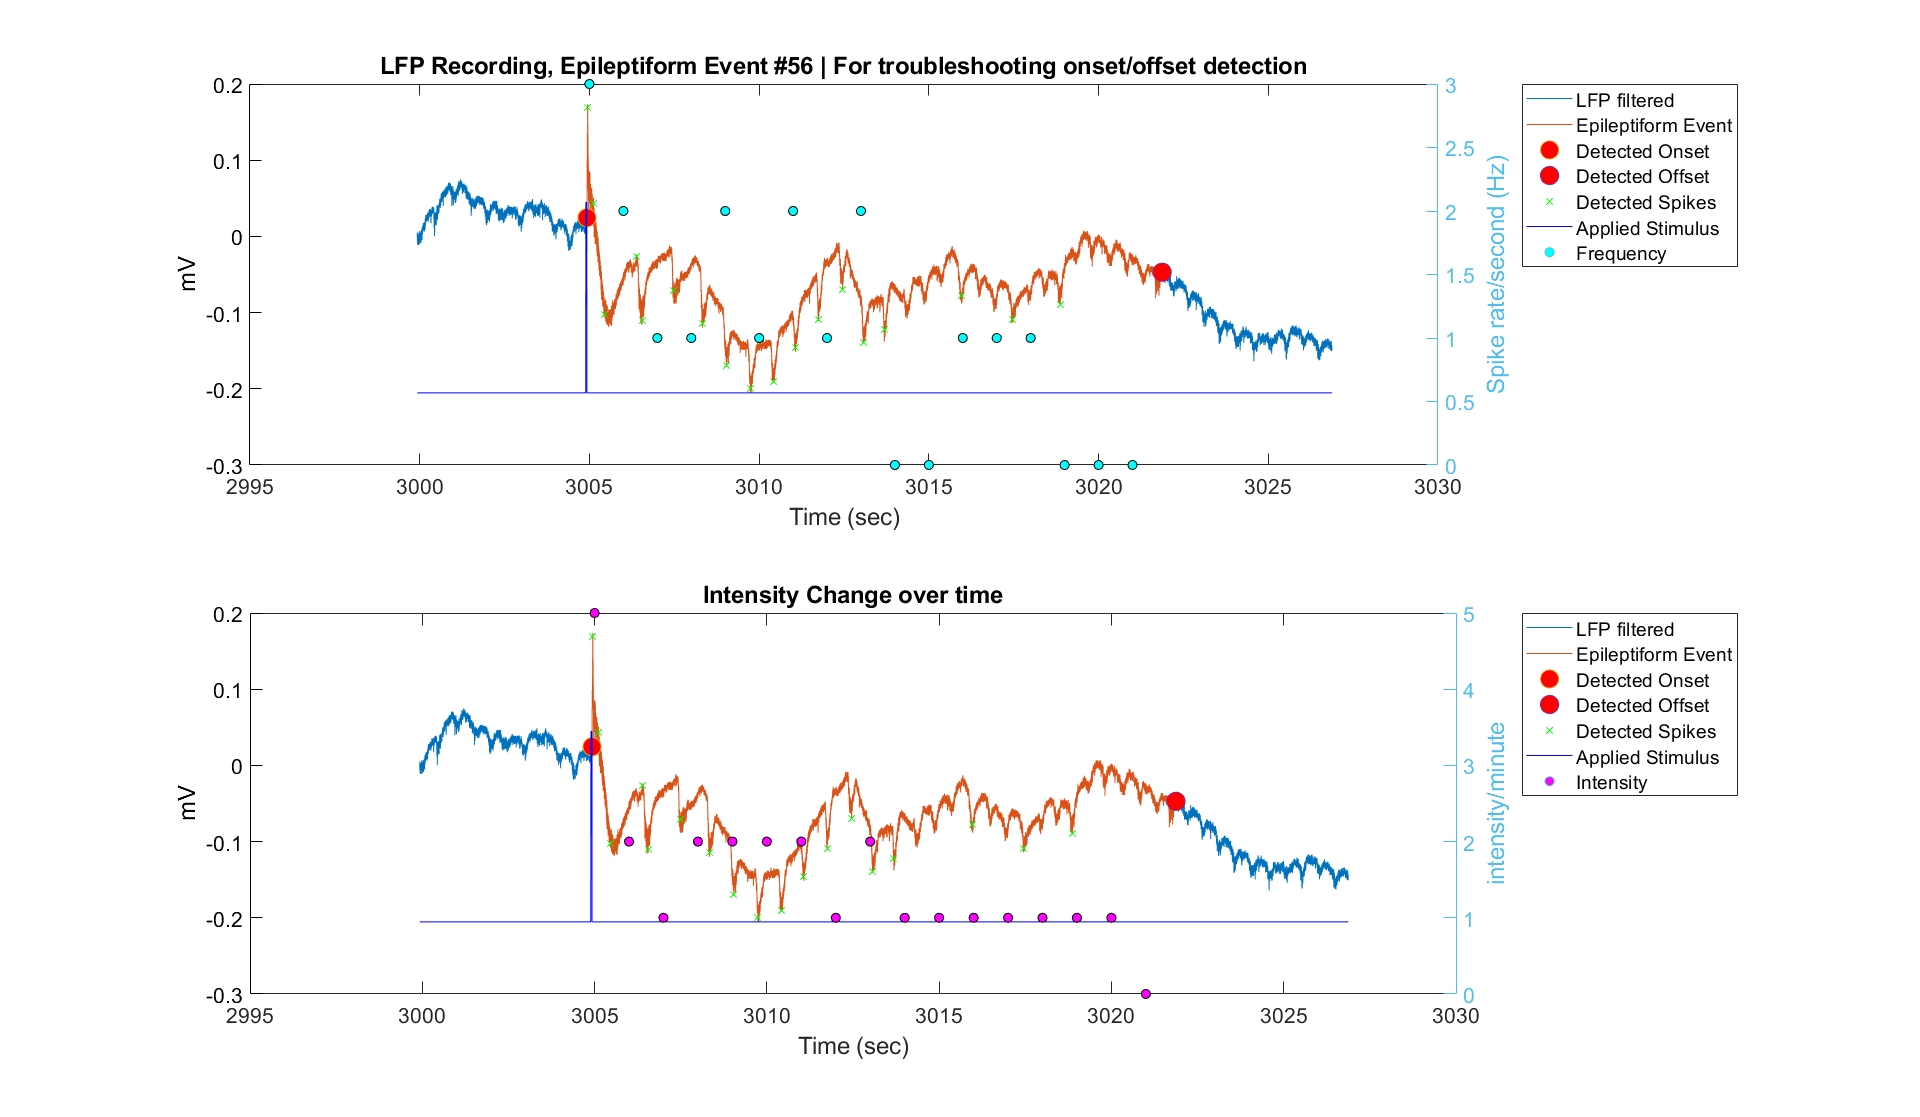 LFP Recording, Epileptiform Event #56 | For troubleshooting onset/offset detection
0.2
0.1
0
-0.1
-0.2
-0.3
mV
2995 3000 3005 3010 3015 3020 3025 3030
Time (sec)
3
2.5
2
1.5
1
0.5
0
Spike rate/second (Hz)
LFP filtered
Epileptiform Event
Detected Onset
Detected Offset
Detected Spikes
Applied Stimulus
Frequency
Intensity Change over time
0.2
0.1
0
-0.1
-0.2
-0.3
mV
2995 3000 3005 3010 3015 3020 3025 3030
Time (sec)
5
4
3
2
1
0
intensity/minute
LFP filtered
Epileptiform Event
Detected Onset
Detected Offset
Detected Spikes
Applied Stimulus
Intensity